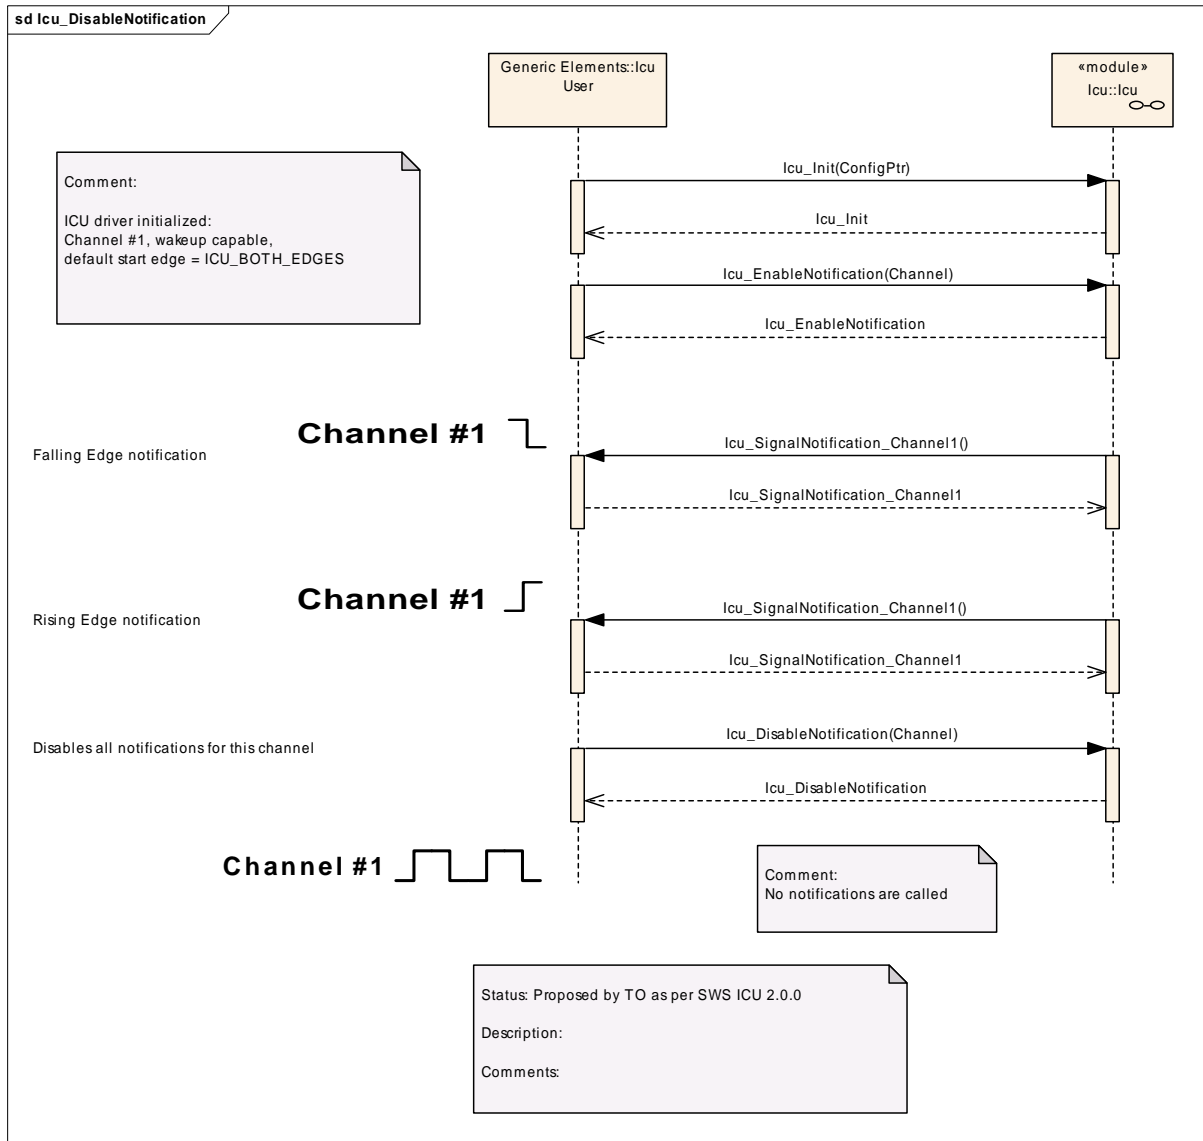 sd Icu_DisableNotification
Generic Elements::Icu
User
«module»
Icu::Icu
Comment:
ICU driver initialized:
Channel #1, wakeup capable,
default start edge = ICU_BOTH_EDGES
Icu_Init(ConfigPtr)
Icu_Init
Icu_EnableNotification(Channel)
Icu_EnableNotification
Channel #1
Falling Edge notification
Icu_SignalNotification_Channel1()
Icu_SignalNotification_Channel1
Channel #1
Rising Edge notification
Icu_SignalNotification_Channel1()
Icu_SignalNotification_Channel1
Disables all notifications for this channel
Icu_DisableNotification(Channel)
Icu_DisableNotification
Channel #1
Comment:
No notifications are called
Status: Proposed by TO as per SWS ICU 2.0.0
Description:
Comments: